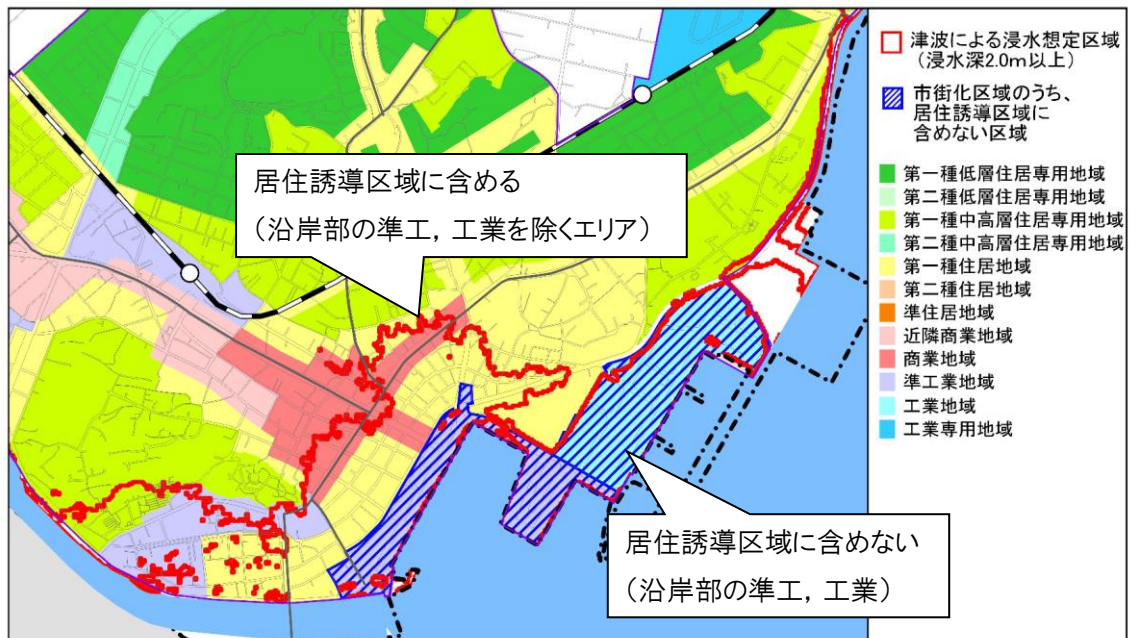 居住誘導区域に含める
(沿岸部の準工，工業を除くエリア)
居住誘導区域に含めない
(沿岸部の準工，工業)
津波による浸水想定区域
(浸水深2.0m以上)
市街化区域のうち、
居住誘導区域に
含めない区域
第一種低層住居専用地域
第二種低層住居専用地域
第一種中高層住居専用地域
第二種中高層住居専用地域
第一種住居地域
第二種住居地域
準住居地域
近隣商業地域
商業地域
準工業地域
工業地域
工業専用地域